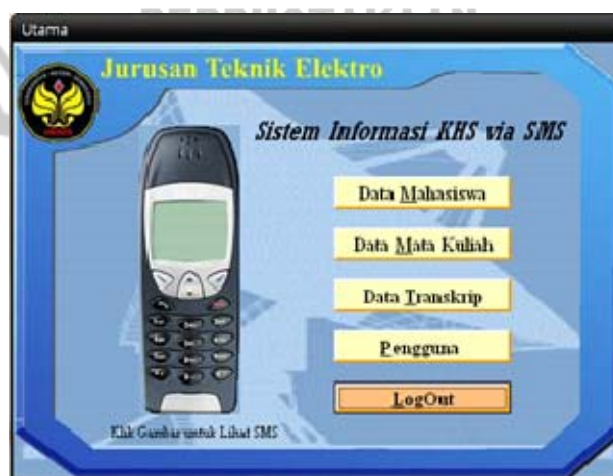 PERPUSTAKAAN
Utama
Jurusan Teknik Elektro
Sistem Informasi KHS via SMS
Data Mahasiswa
Data Mata Kuliah
Data Transkrip
Pengguna
LogOut
Klik Gambar untuk Lihat SMS